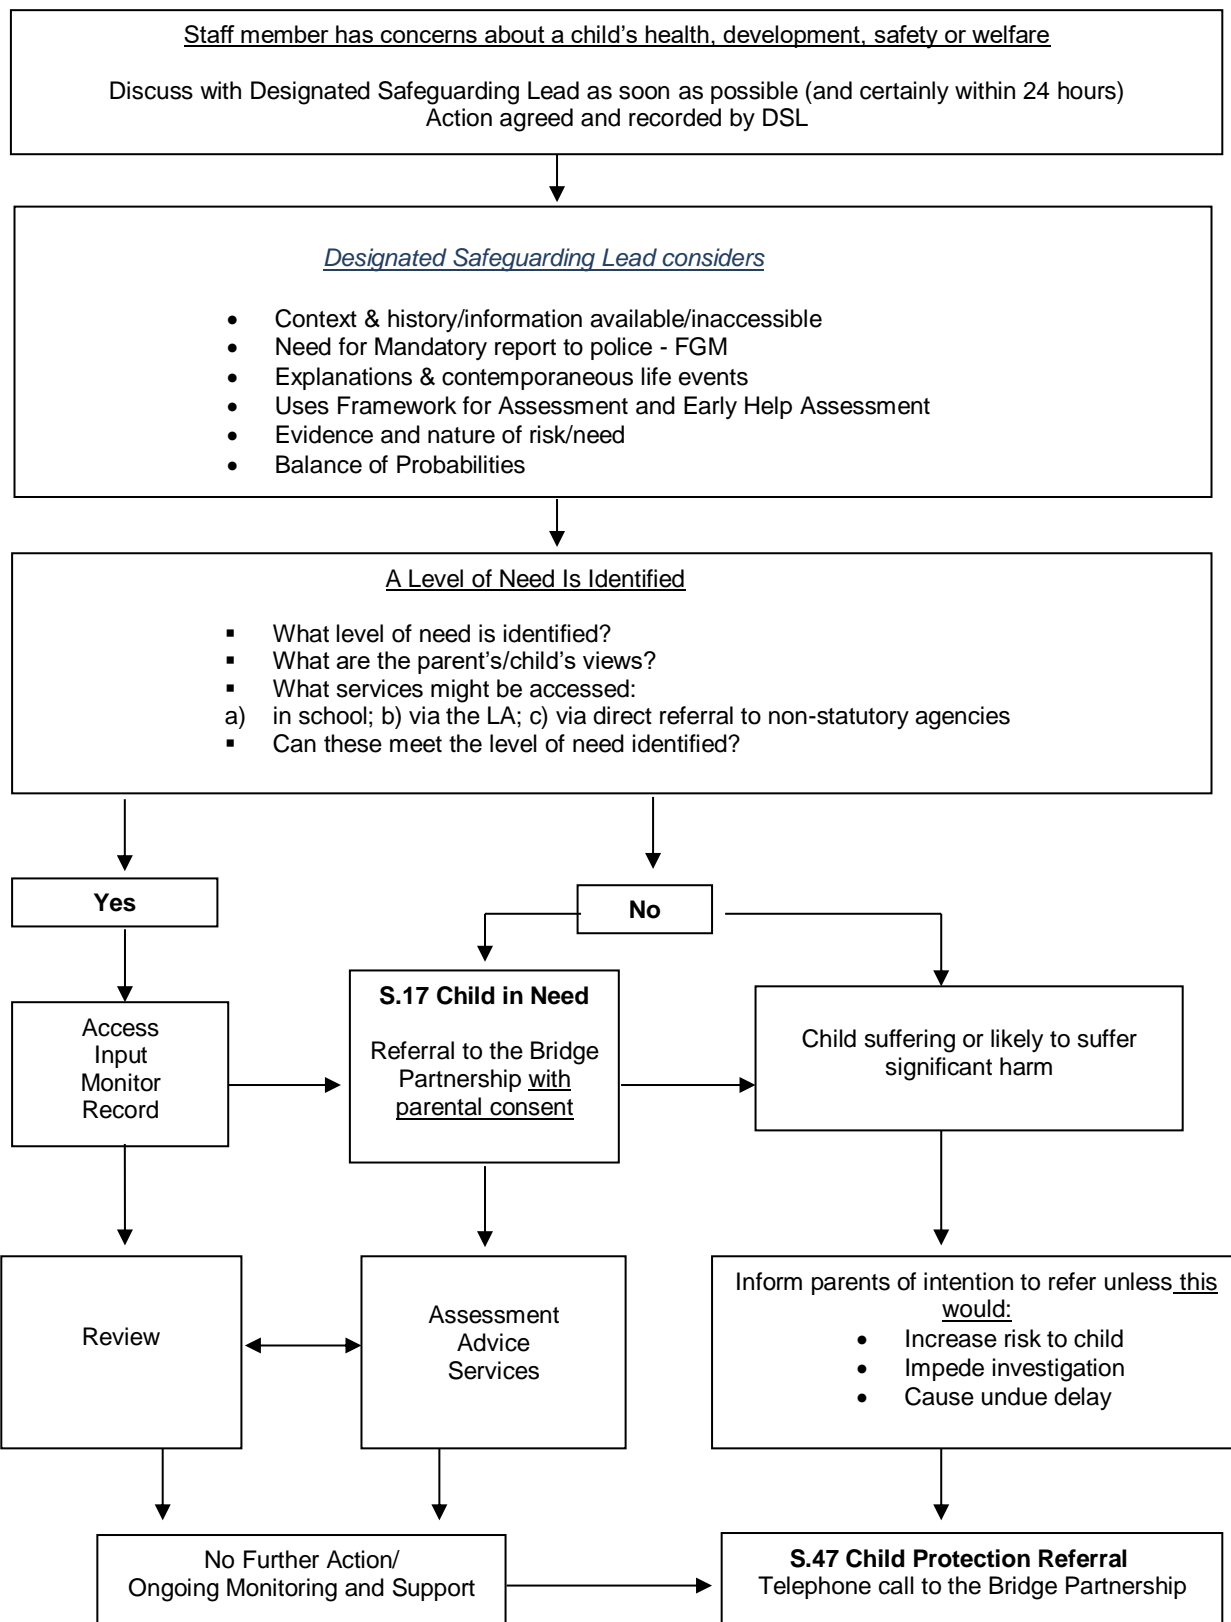 Staff member has concerns about a child's health, development, safety or welfare
Discuss with Designated Safeguarding Lead as soon as possible (and certainly within 24 hours)
Action agreed and recorded by DSL
Designated Safeguarding Lead considers
• Context & history/information available/inaccessible
• Need for Mandatory report to police - FGM
• Explanations & contemporaneous life events
• Uses Framework for Assessment and Early Help Assessment
• Evidence and nature of risk/need
• Balance of Probabilities
A Level of Need Is Identified
▪ What level of need is identified?
▪ What are the parent's/child's views?
▪ What services might be accessed:
a) in school; b) via the LA; c) via direct referral to non-statutory agencies
▪ Can these meet the level of need identified?
Yes
No
Access
Input
Monitor
Record
S.17 Child in Need
Referral to the Bridge
Partnership with
parental consent
Child suffering or likely to suffer
significant harm
Review
Assessment
Advice
Services
Inform parents of intention to refer unless this
would:
• Increase risk to child
• Impede investigation
• Cause undue delay
No Further Action/
Ongoing Monitoring and Support
S.47 Child Protection Referral
Telephone call to the Bridge Partnership